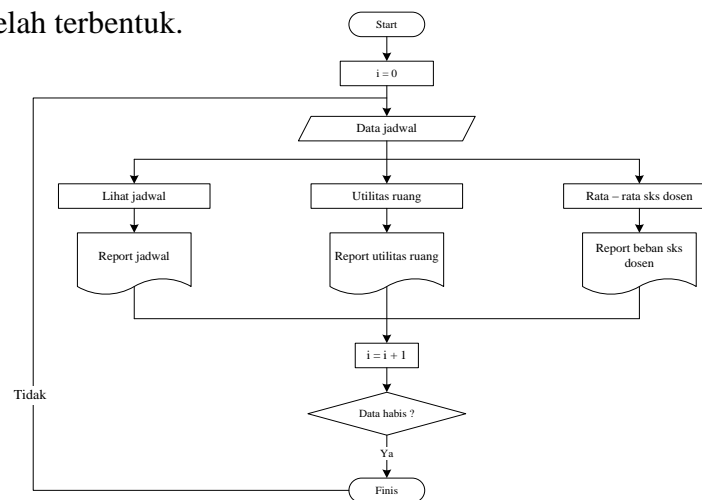 elah terbentuk.
Start
i = 0
Data jadwal
Lihat jadwal
Utilitas ruang
Rata – rata sks dosen
Report jadwal
Report utilitas ruang
Report beban sks
dosen
i = i + 1
Tidak
Data habis ?
Ya
Finis